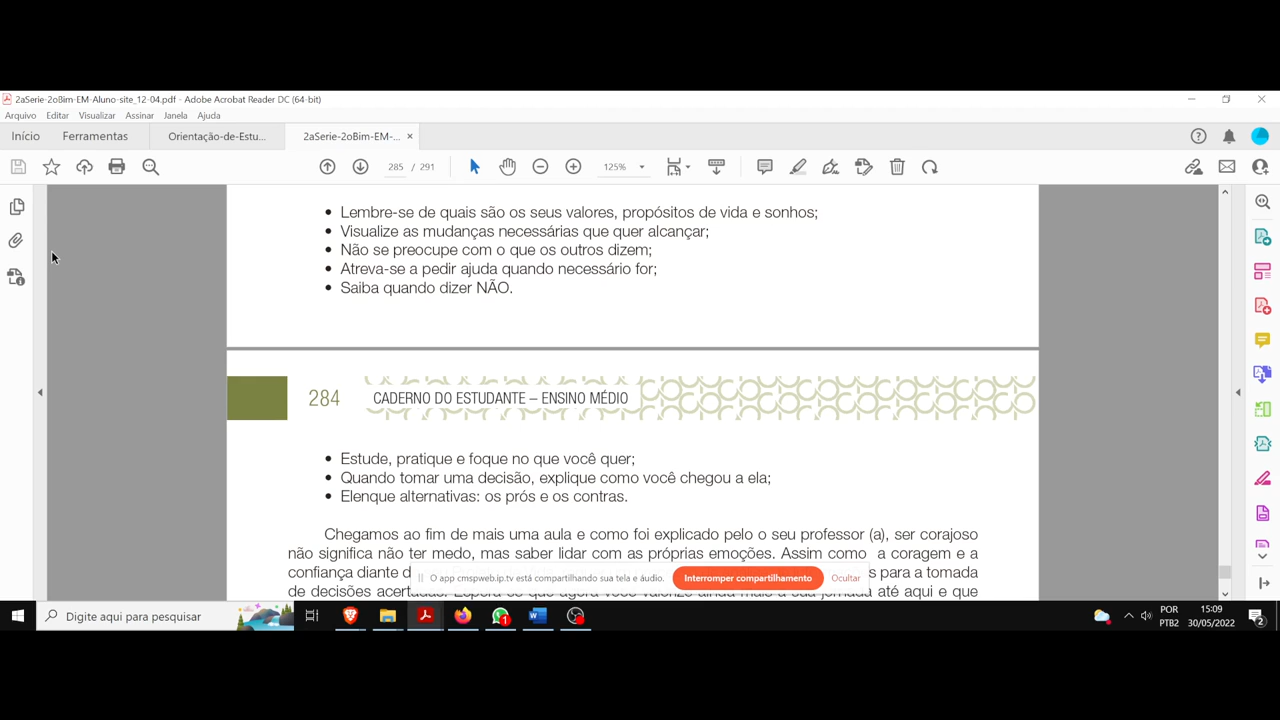 2aSerie-2oBim-EM-Aluno-site_12-04.pdf - Adobe Acrobat Reader DC (64-bit)
Arquivo Editar Visualizar Assinar Janela Ajuda
Início Ferramentas Orientação-de-Estu... 2aSerie-2oBim-EM-... ×
285 / 291 125%
• Lembre-se de quais são os seus valores, propósitos de vida e sonhos;
• Visualize as mudanças necessárias que quer alcançar;
• Não se preocupe com o que os outros dizem;
• Atreva-se a pedir ajuda quando necessário for;
• Saiba quando dizer NÃO.
284 CADERNO DO ESTUDANTE – ENSINO MÉDIO
• Estude, pratique e foque no que você quer;
• Quando tomar uma decisão, explique como você chegou a ela;
• Elenque alternativas: os prós e os contras.
Chegamos ao fim de mais uma aula e como foi explicado pelo o seu professor (a), ser corajoso
não significa não ter medo, mas saber lidar com as próprias emoções. Assim como a coragem e a
confiança diante d s para a tomada
de decisões até aqui e que
O app cmspweb.ip.tv está compartilhando sua tela e áudio. Interromper compartilhamento Ocultar
Digite aqui para pesquisar
1
POR
PTB2
15:09
30/05/2022
2